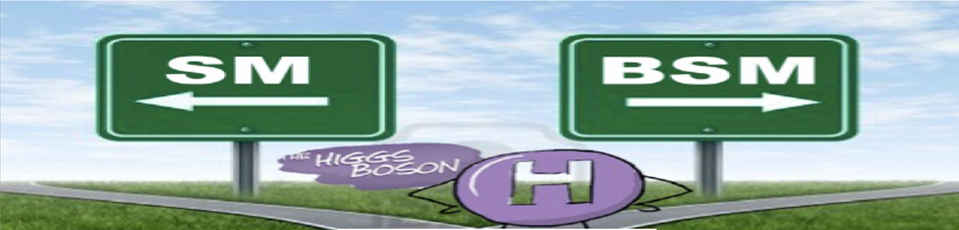 SM
BSM
THE HIGGS
BOSON
H